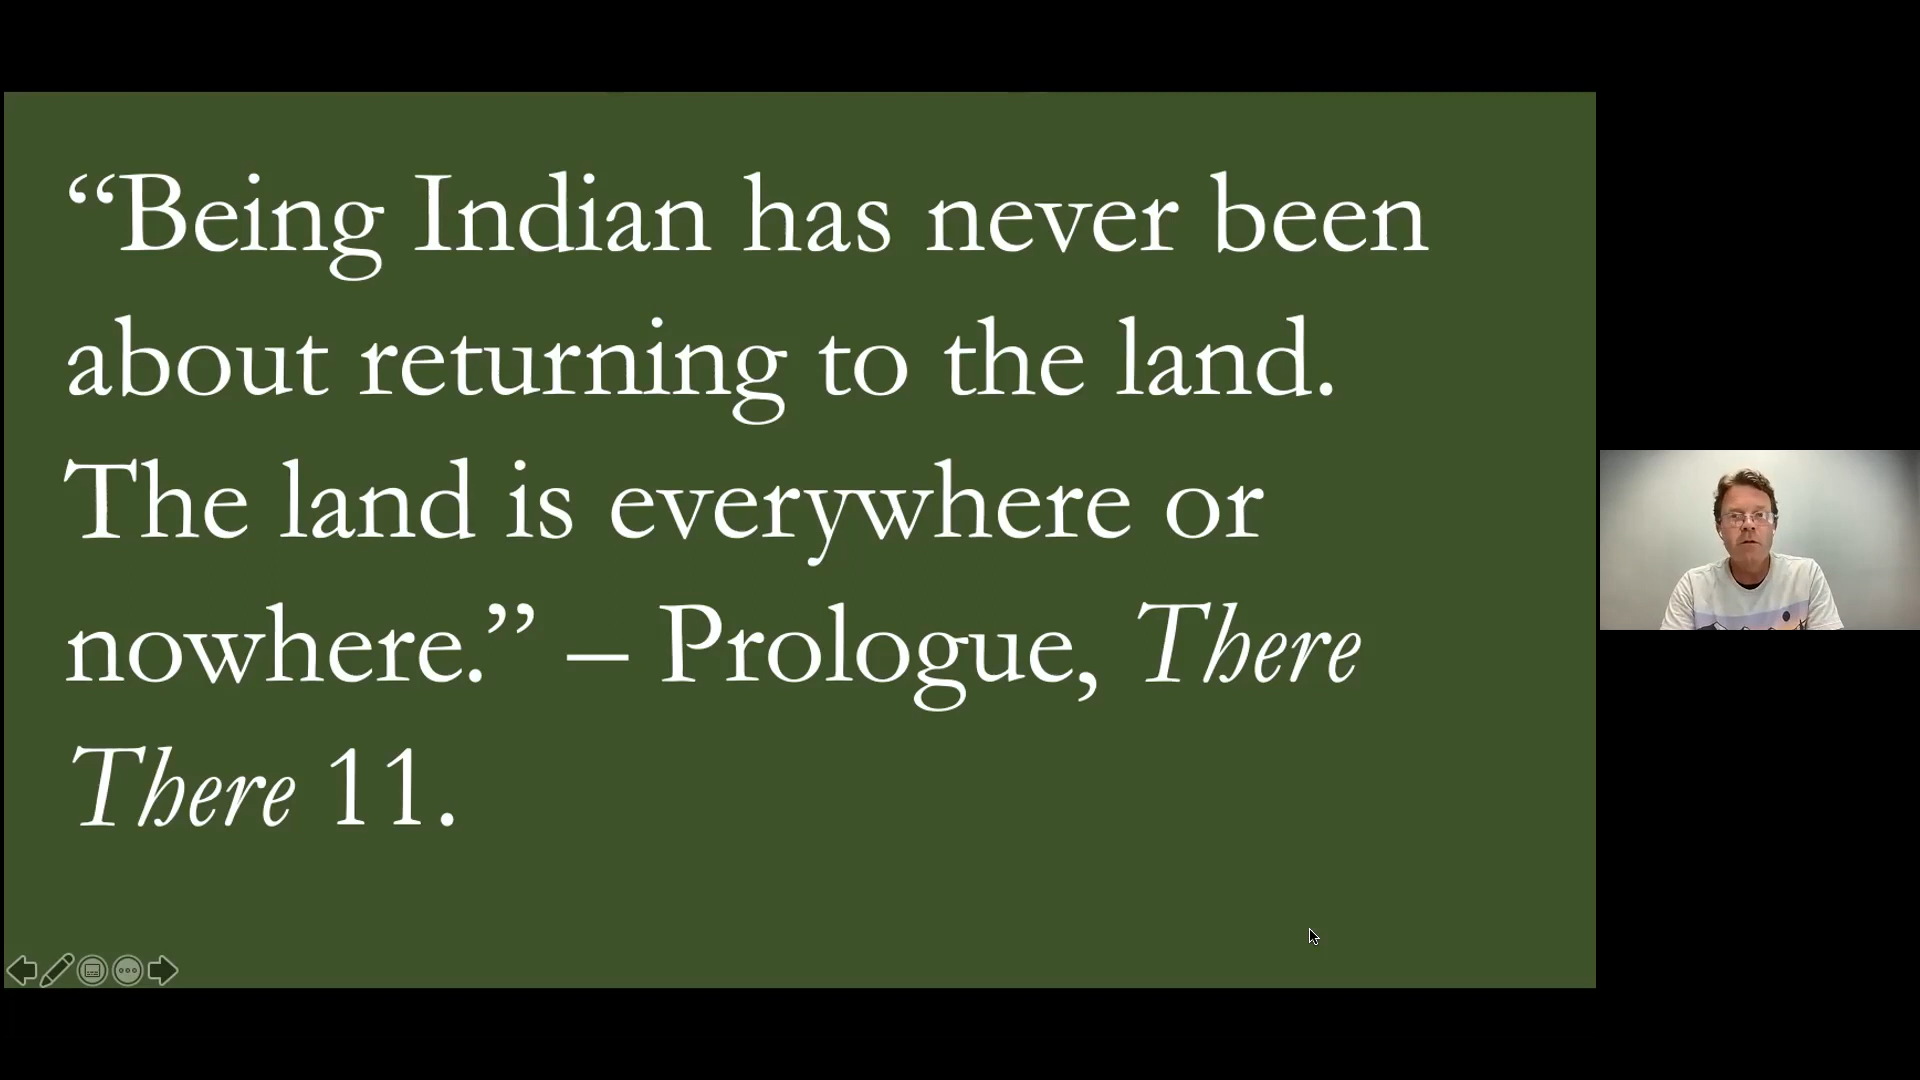 “Being Indian has never been
about returning to the land.
The land is everywhere or
nowhere.” – Prologue, There
There 11.